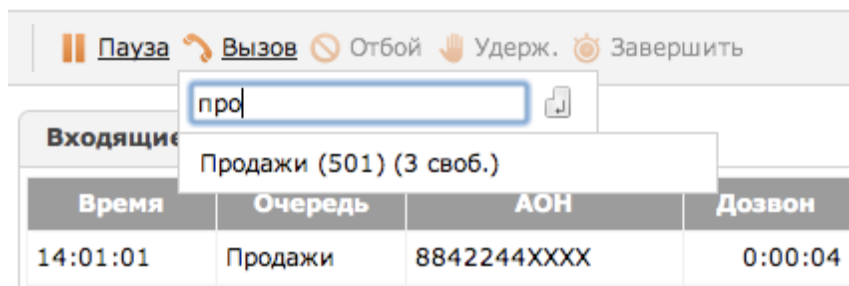 Пауза Вызов Отбой Удерж. Завершить
про
Входящие
Продажи (501) (3 своб.)
Время Очередь АОН Дозвон
14:01:01 Продажи 8842244XXXX 0:00:04